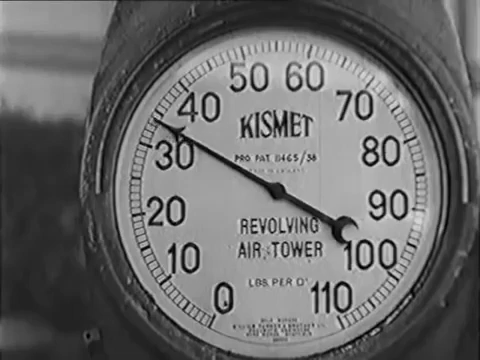 50 60
40 70
KISMET
30 80
PRO. PAT. 11465/38
20 90
REVOLVING
AIR TOWER
10 100
LBS PER □"
0 110